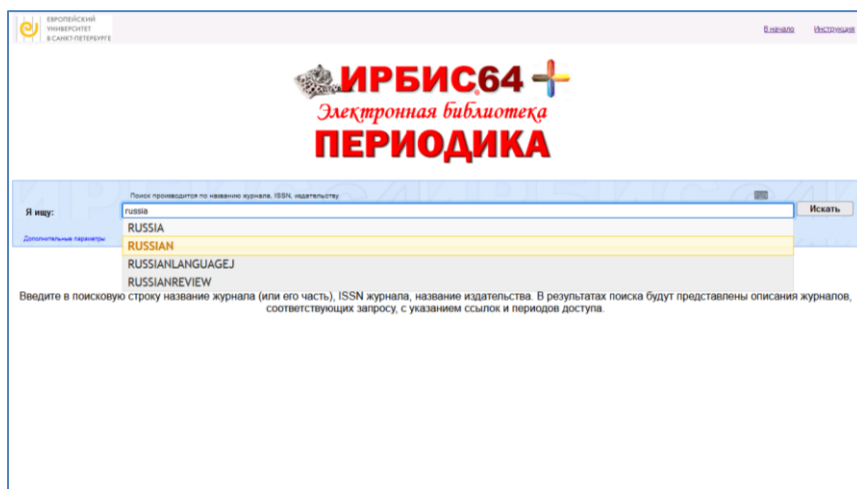 ЕВРОПЕЙСКИЙ
УНИВЕРСИТЕТ
В САНКТ-ПЕТЕРБУРГЕ
В начало Инструкция
ИРБИС64
Электронная библиотека
ПЕРИОДИКА
Поиск производится по названию журнала, ISSN, издательству
Я ищу:
russia
Искать
Дополнительные параметры
RUSSIA
RUSSIAN
RUSSIANLANGUAGEJ
RUSSIANREVIEW
Введите в поисковую строку название журнала (или его часть), ISSN журнала, название издательства. В результатах поиска будут представлены описания журналов,
соответствующих запросу, с указанием ссылок и периодов доступа.